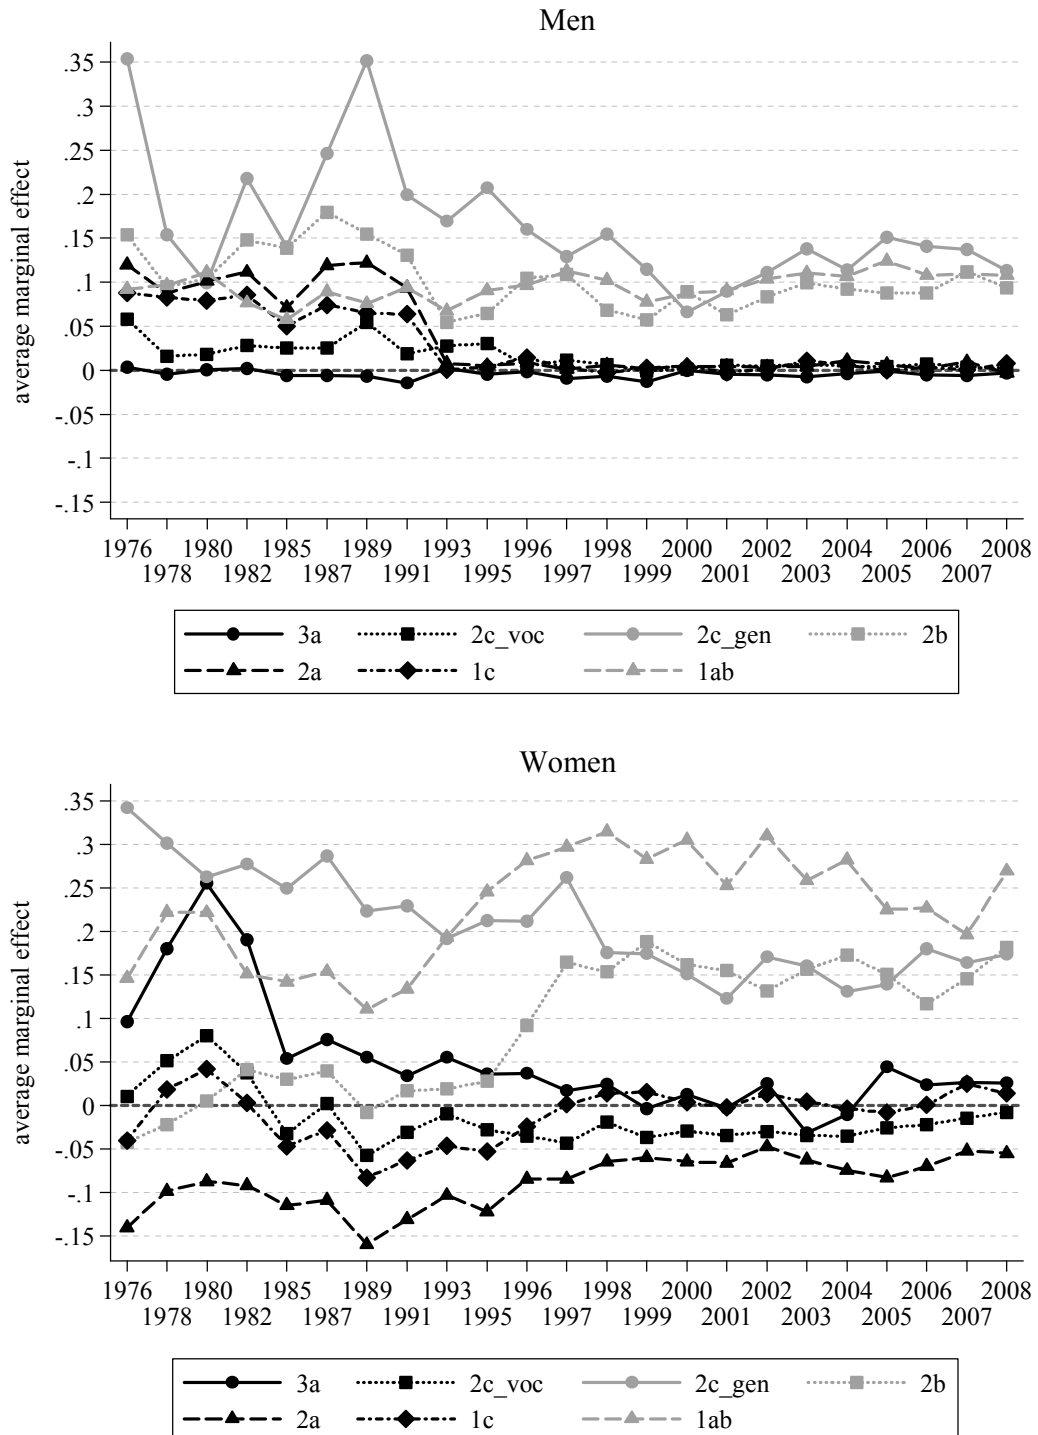 Men
average marginal effect
.35
.3
.25
.2
.15
.1
.05
0
-.05
-.1
-.15
1976 1980 1985 1989 1993 1996 1998 2000 2002 2004 2006 2008
1978 1982 1987 1991 1995 1997 1999 2001 2003 2005 2007
3a 2c_voc 2c_gen 2b
2a 1c 1ab
Women
average marginal effect
.35
.3
.25
.2
.15
.1
.05
0
-.05
-.1
-.15
1976 1980 1985 1989 1993 1996 1998 2000 2002 2004 2006 2008
1978 1982 1987 1991 1995 1997 1999 2001 2003 2005 2007
3a 2c_voc 2c_gen 2b
2a 1c 1ab